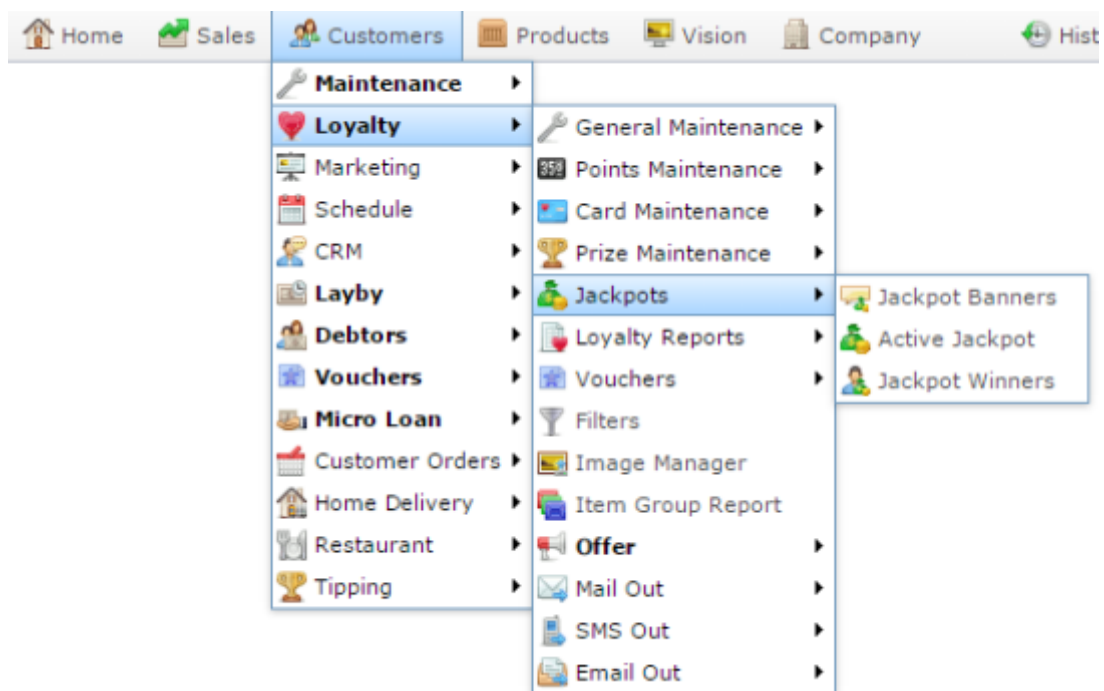 Home Sales Customers Products Vision Company Hist
Maintenance
Loyalty
Marketing
Schedule
CRM
Layby
Debtors
Vouchers
Micro Loan
Customer Orders
Home Delivery
Restaurant
Tipping
General Maintenance
Points Maintenance
Card Maintenance
Prize Maintenance
Jackpots
Loyalty Reports
Vouchers
Filters
Image Manager
Item Group Report
Offer
Mail Out
SMS Out
Email Out
Jackpot Banners
Active Jackpot
Jackpot Winners